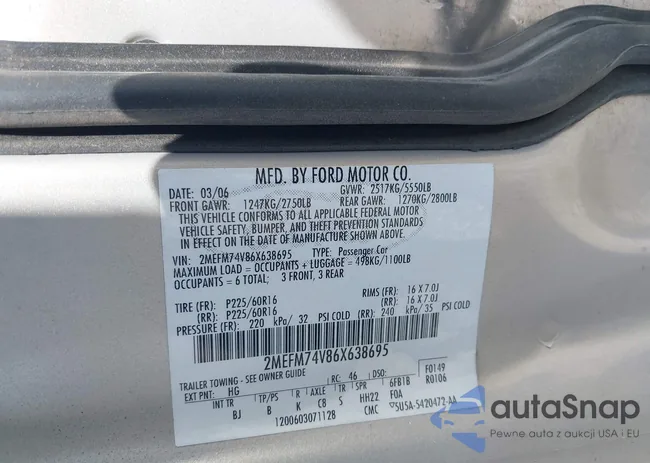 MFD. BY FORD MOTOR CO.
DATE: 03/06 GVWR: 2517KG/5550LB
FRONT GAWR: 1247KG/2750LB REAR GAWR: 1270KG/2800LB
THIS VEHICLE CONFORMS TO ALL APPLICABLE FEDERAL MOTOR
VEHICLE SAFETY, BUMPER, AND THEFT PREVENTION STANDARDS
IN EFFECT ON THE DATE OF MANUFACTURE SHOWN ABOVE.
VIN: 2MEFM74V86X638695 TYPE: Passenger Car
MAXIMUM LOAD = OCCUPANTS + LUGGAGE = 498KG/1100LB
OCCUPANTS = 6 TOTAL; 3 FRONT, 3 REAR
TIRE (FR): P225/60R16 RIMS (FR): 16 X 7.0J
(RR): P225/60R16 (RR): 16 X 7.0J
PRESSURE (FR): 220 kPa/ 32 PSI COLD (RR): 240 kPa/ 35 PSI COLD
2MEFM74V86X638695
TRAILER TOWING - SEE OWNER GUIDE
EXT PNT: HG RC: 46 DSO: F0149
INT TR TP/PS R AXLE TR SPR 6FB1B R0106
BJ B K C8 S HH22 F0A
1200603071128 CMC 5USA-5420472-AA
autoSnap
Pewne auta z aukcji USA i EU